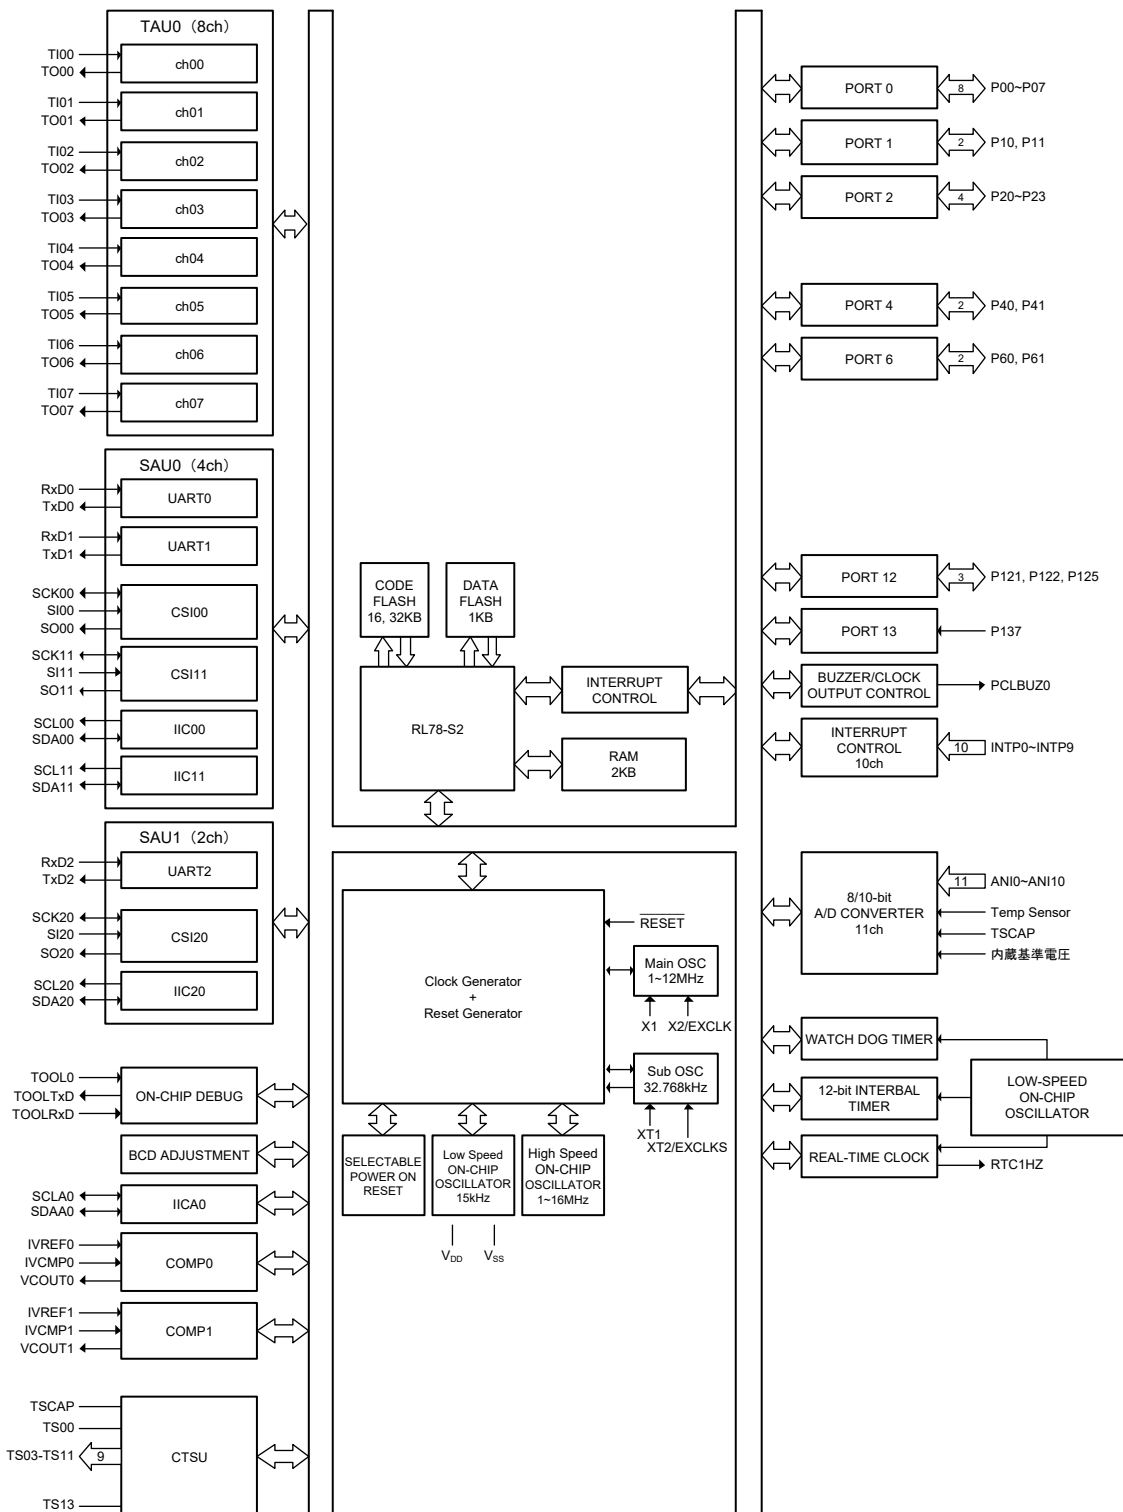 TAU0（8ch）
TI00
TO00
ch00
TI01
TO01
ch01
TI02
TO02
ch02
TI03
TO03
ch03
TI04
TO04
ch04
TI05
TO05
ch05
TI06
TO06
ch06
TI07
TO07
ch07
SAU0（4ch）
RxD0
TxD0
UART0
RxD1
TxD1
UART1
SCK00
SI00
SO00
CSI00
SCK11
SI11
SO11
CSI11
SCL00
SDA00
IIC00
SCL11
SDA11
IIC11
SAU1（2ch）
RxD2
TxD2
UART2
SCK20
SI20
SO20
CSI20
SCL20
SDA20
IIC20
TOOL0
TOOLTxD
TOOLRxD
ON-CHIP DEBUG
BCD ADJUSTMENT
SCLA0
SDAA0
IICA0
IVREF0
IVCMP0
VCOUT0
COMP0
IVREF1
IVCMP1
VCOUT1
COMP1
TSCAP
TS00
TS03-TS11
9
TS13
CTSU
CODE
FLASH
16, 32KB
DATA
FLASH
1KB
RL78-S2
INTERRUPT
CONTROL
RAM
2KB
Clock Generator
+
Reset Generator
RESET
Main OSC
1~12MHz
X1
X2/EXCLK
Sub OSC
32.768kHz
XT1
XT2/EXCLKS
SELECTABLE
POWER ON
RESET
Low Speed
ON-CHIP
OSCILLATOR
15kHz
High Speed
ON-CHIP
OSCILLATOR
1~16MHz
VDD
VSS
PORT 0
8
P00~P07
PORT 1
2
P10, P11
PORT 2
4
P20~P23
PORT 4
2
P40, P41
PORT 6
2
P60, P61
PORT 12
3
P121, P122, P125
PORT 13
P137
BUZZER/CLOCK
OUTPUT CONTROL
PCLBUZ0
INTERRUPT
CONTROL
10ch
10
INTP0~INTP9
8/10-bit
A/D CONVERTER
11ch
11
ANI0~ANI10
Temp Sensor
TSCAP
内蔵基準電圧
WATCH DOG TIMER
12-bit INTERBAL
TIMER
REAL-TIME CLOCK
RTC1HZ
LOW-SPEED
ON-CHIP
OSCILLATOR